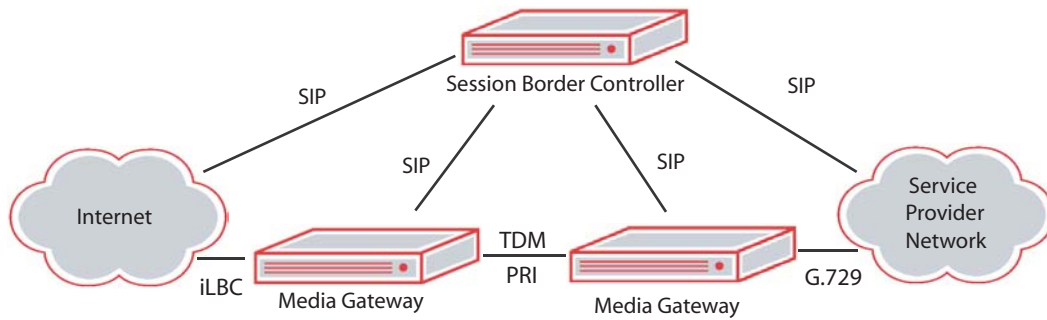 Session Border Controller
SIP
SIP
SIP
SIP
Internet
Service
Provider
Network
TDM
PRI
iLBC
G.729
Media Gateway
Media Gateway